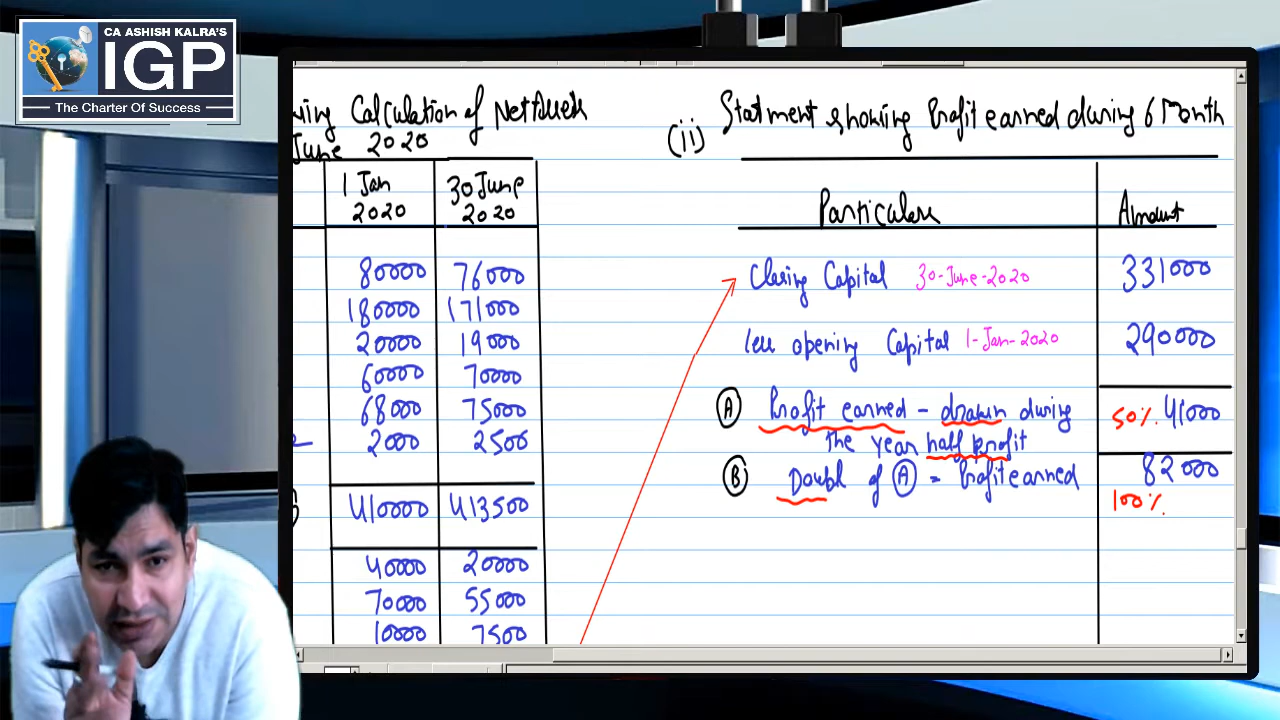 CA ASHISH KALRA'S
IGP
The Charter Of Success
wing Calculation of Net
June 2020
1 Jan 2020
30 June 2020
80000 76000
180000 171000
20000 19000
60000 70000
68000 75000
2000 2500
410000 413500
40000 20000
70000 55000
10000 7500
(ii) Statment showing Profit earned during 6 Month
Particulars Amount
Closing Capital 30-June-2020 331000
less opening Capital 1-Jan-2020 290000
A Profit earned - drawn during 50% 41000
the year half profit
B Double of A = Profit earned 82000
100%